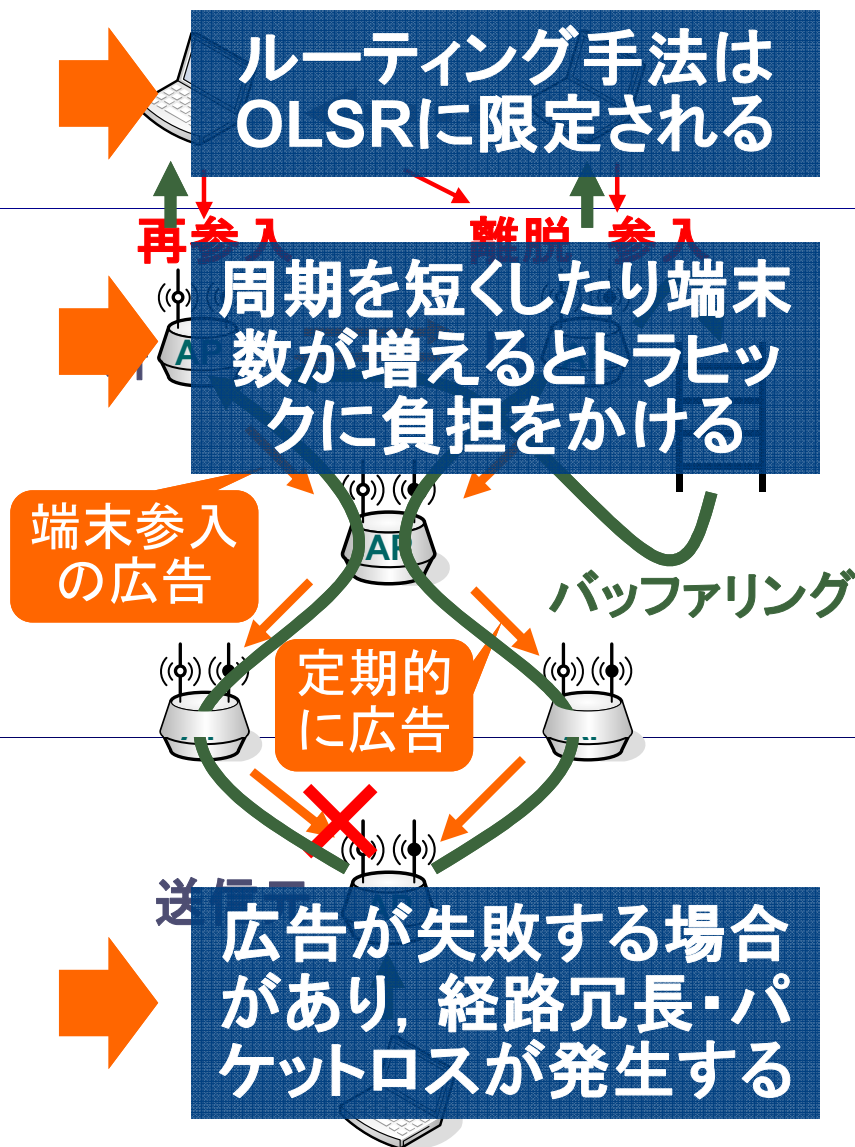 ルーティング手法は
OLSRに限定される
再参入
離脱 参入
周期を短くしたり端末
数が増えるとトラヒッ
クに負担をかける
AP
端末参入
の広告
AP
バッファリング
定期的
に広告
送信元
広告が失敗する場合
があり, 経路冗長・パ
ケットロスが発生する